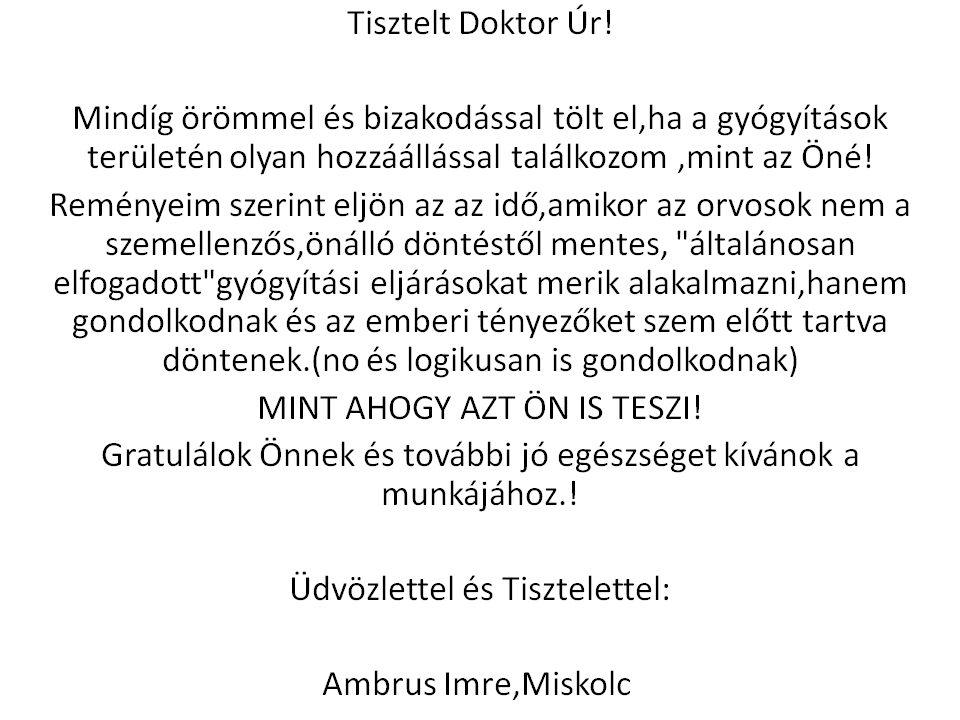 Tisztelt Doktor Úr!
Mindíg örömmel és bizakodással tölt el,ha a gyógyítások
területén olyan hozzáállással találkozom ,mint az Öné!
Reményeim szerint eljön az az idő,amikor az orvosok nem a
szemellenzős,önálló döntéstől mentes, "általánosan
elfogadott"gyógyítási eljárásokat merik alakalmazni,hanem
gondolkodnak és az emberi tényezőket szem előtt tartva
döntenek.(no és logikusan is gondolkodnak)
MINT AHOGY AZT ÖN IS TESZI!
Gratulálok Önnek és további jó egészséget kívánok a
munkájához.!
Üdvözlettel és Tisztelettel:
Ambrus Imre,Miskolc